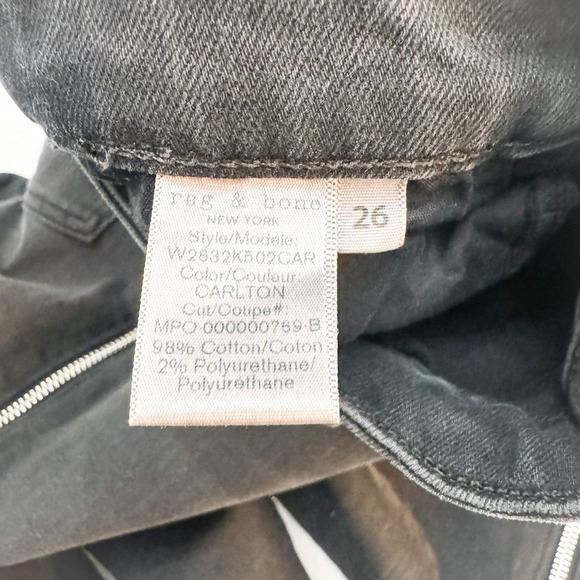 rag & bone
NEW YORK
Style/Modele:
W2632K502CAR
Color/Couleur:
CARLTON
Cut/Coupe#:
MPO-000000769-B
98% Cotton/Coton
2% Polyurethane/
Polyuréthane
26